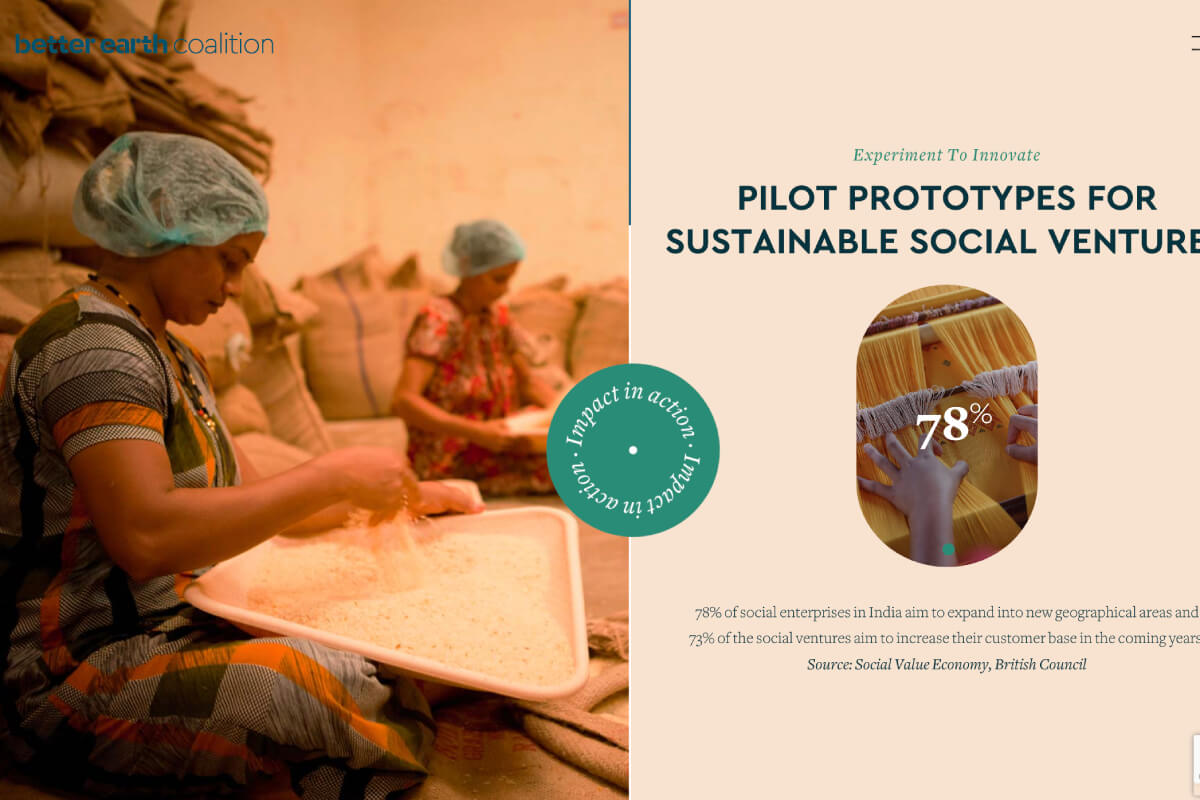 better earth coalition
Experiment To Innovate
PILOT PROTOTYPES FOR
SUSTAINABLE SOCIAL VENTURE
78%
Impact in action · Impact in action ·
78% of social enterprises in India aim to expand into new geographical areas and
73% of the social ventures aim to increase their customer base in the coming years
Source: Social Value Economy, British Council